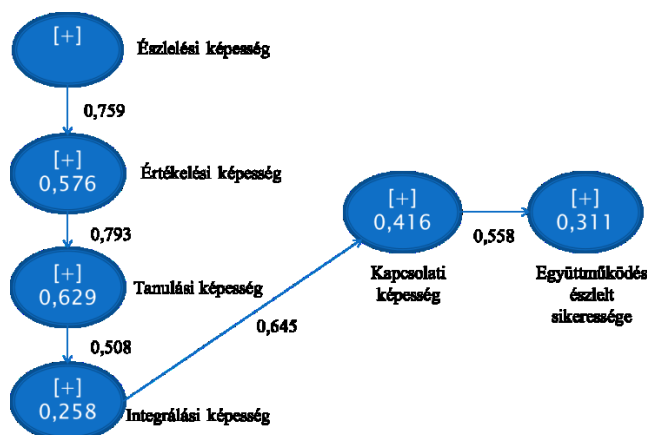 [+]
Észlelési képesség
0,759
[+]
0,576
Értékelési képesség
0,793
[+]
0,629
Tanulási képesség
0,508
[+]
0,258
Integrálási képesség
0,645
[+]
0,416
Kapcsolati
képesség
0,558
[+]
0,311
Együttműködés
észlelt
sikeressége